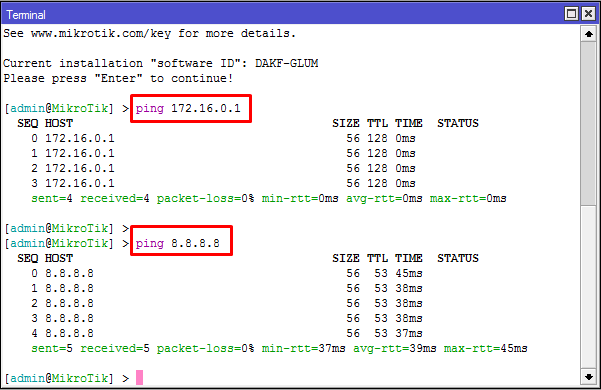 Terminal
See www.mikrotik.com/key for more details.
Current installation "software ID": DAKF-GLUM
Please press "Enter" to continue!
[admin@MikroTik] > ping 172.16.0.1
SEQ HOST SIZE TTL TIME STATUS
0 172.16.0.1 56 128 0ms
1 172.16.0.1 56 128 0ms
2 172.16.0.1 56 128 0ms
3 172.16.0.1 56 128 0ms
sent=4 received=4 packet-loss=0% min-rtt=0ms avg-rtt=0ms max-rtt=0ms
[admin@MikroTik] >
[admin@MikroTik] > ping 8.8.8.8
SEQ HOST SIZE TTL TIME STATUS
0 8.8.8.8 56 53 45ms
1 8.8.8.8 56 53 38ms
2 8.8.8.8 56 53 38ms
3 8.8.8.8 56 53 38ms
4 8.8.8.8 56 53 37ms
sent=5 received=5 packet-loss=0% min-rtt=37ms avg-rtt=39ms max-rtt=45ms
[admin@MikroTik] >